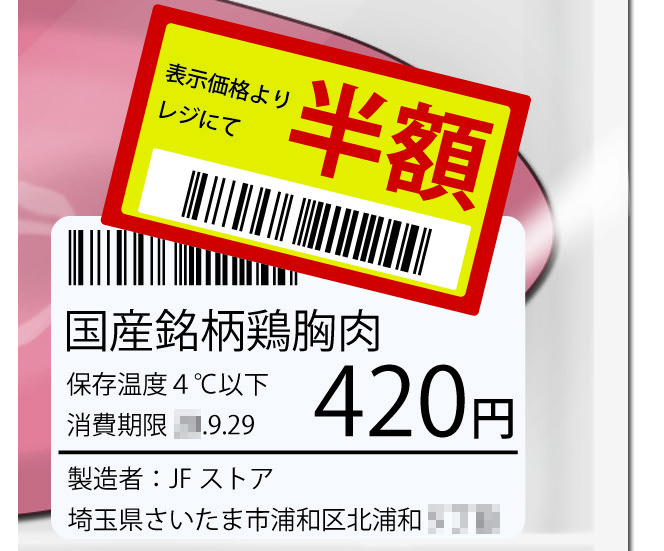 表示価格より
レジにて
半額
国産銘柄鶏胸肉
保存温度4℃以下
消費期限 .9.29
420円
製造者：JFストア
埼玉県さいたま市浦和区北浦和